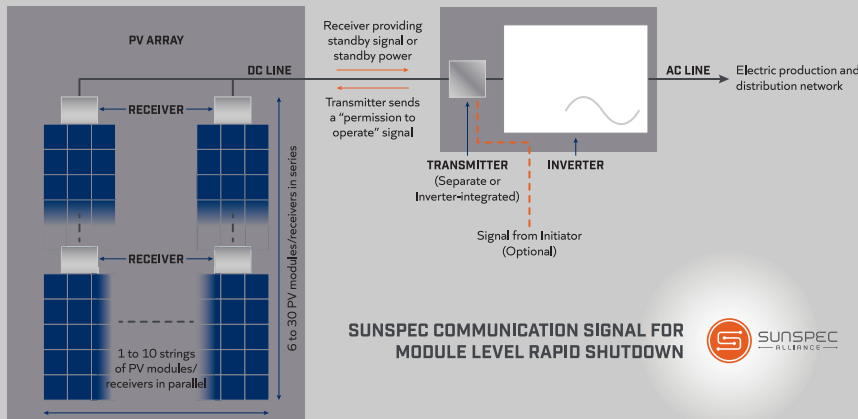 PV ARRAY
Receiver providing
standby signal or
standby power
DC LINE
AC LINE
Electric production and
distribution network
RECEIVER
Transmitter sends
a “permission to
operate” signal
TRANSMITTER
(Separate or
Inverter-integrated)
INVERTER
Signal from Initiator
(Optional)
RECEIVER
6 to 30 PV modules/receivers in series
1 to 10 strings
of PV modules/
receivers in parallel
SUNSPEC COMMUNICATION SIGNAL FOR
MODULE LEVEL RAPID SHUTDOWN
SUNSPEC
ALLIANCE